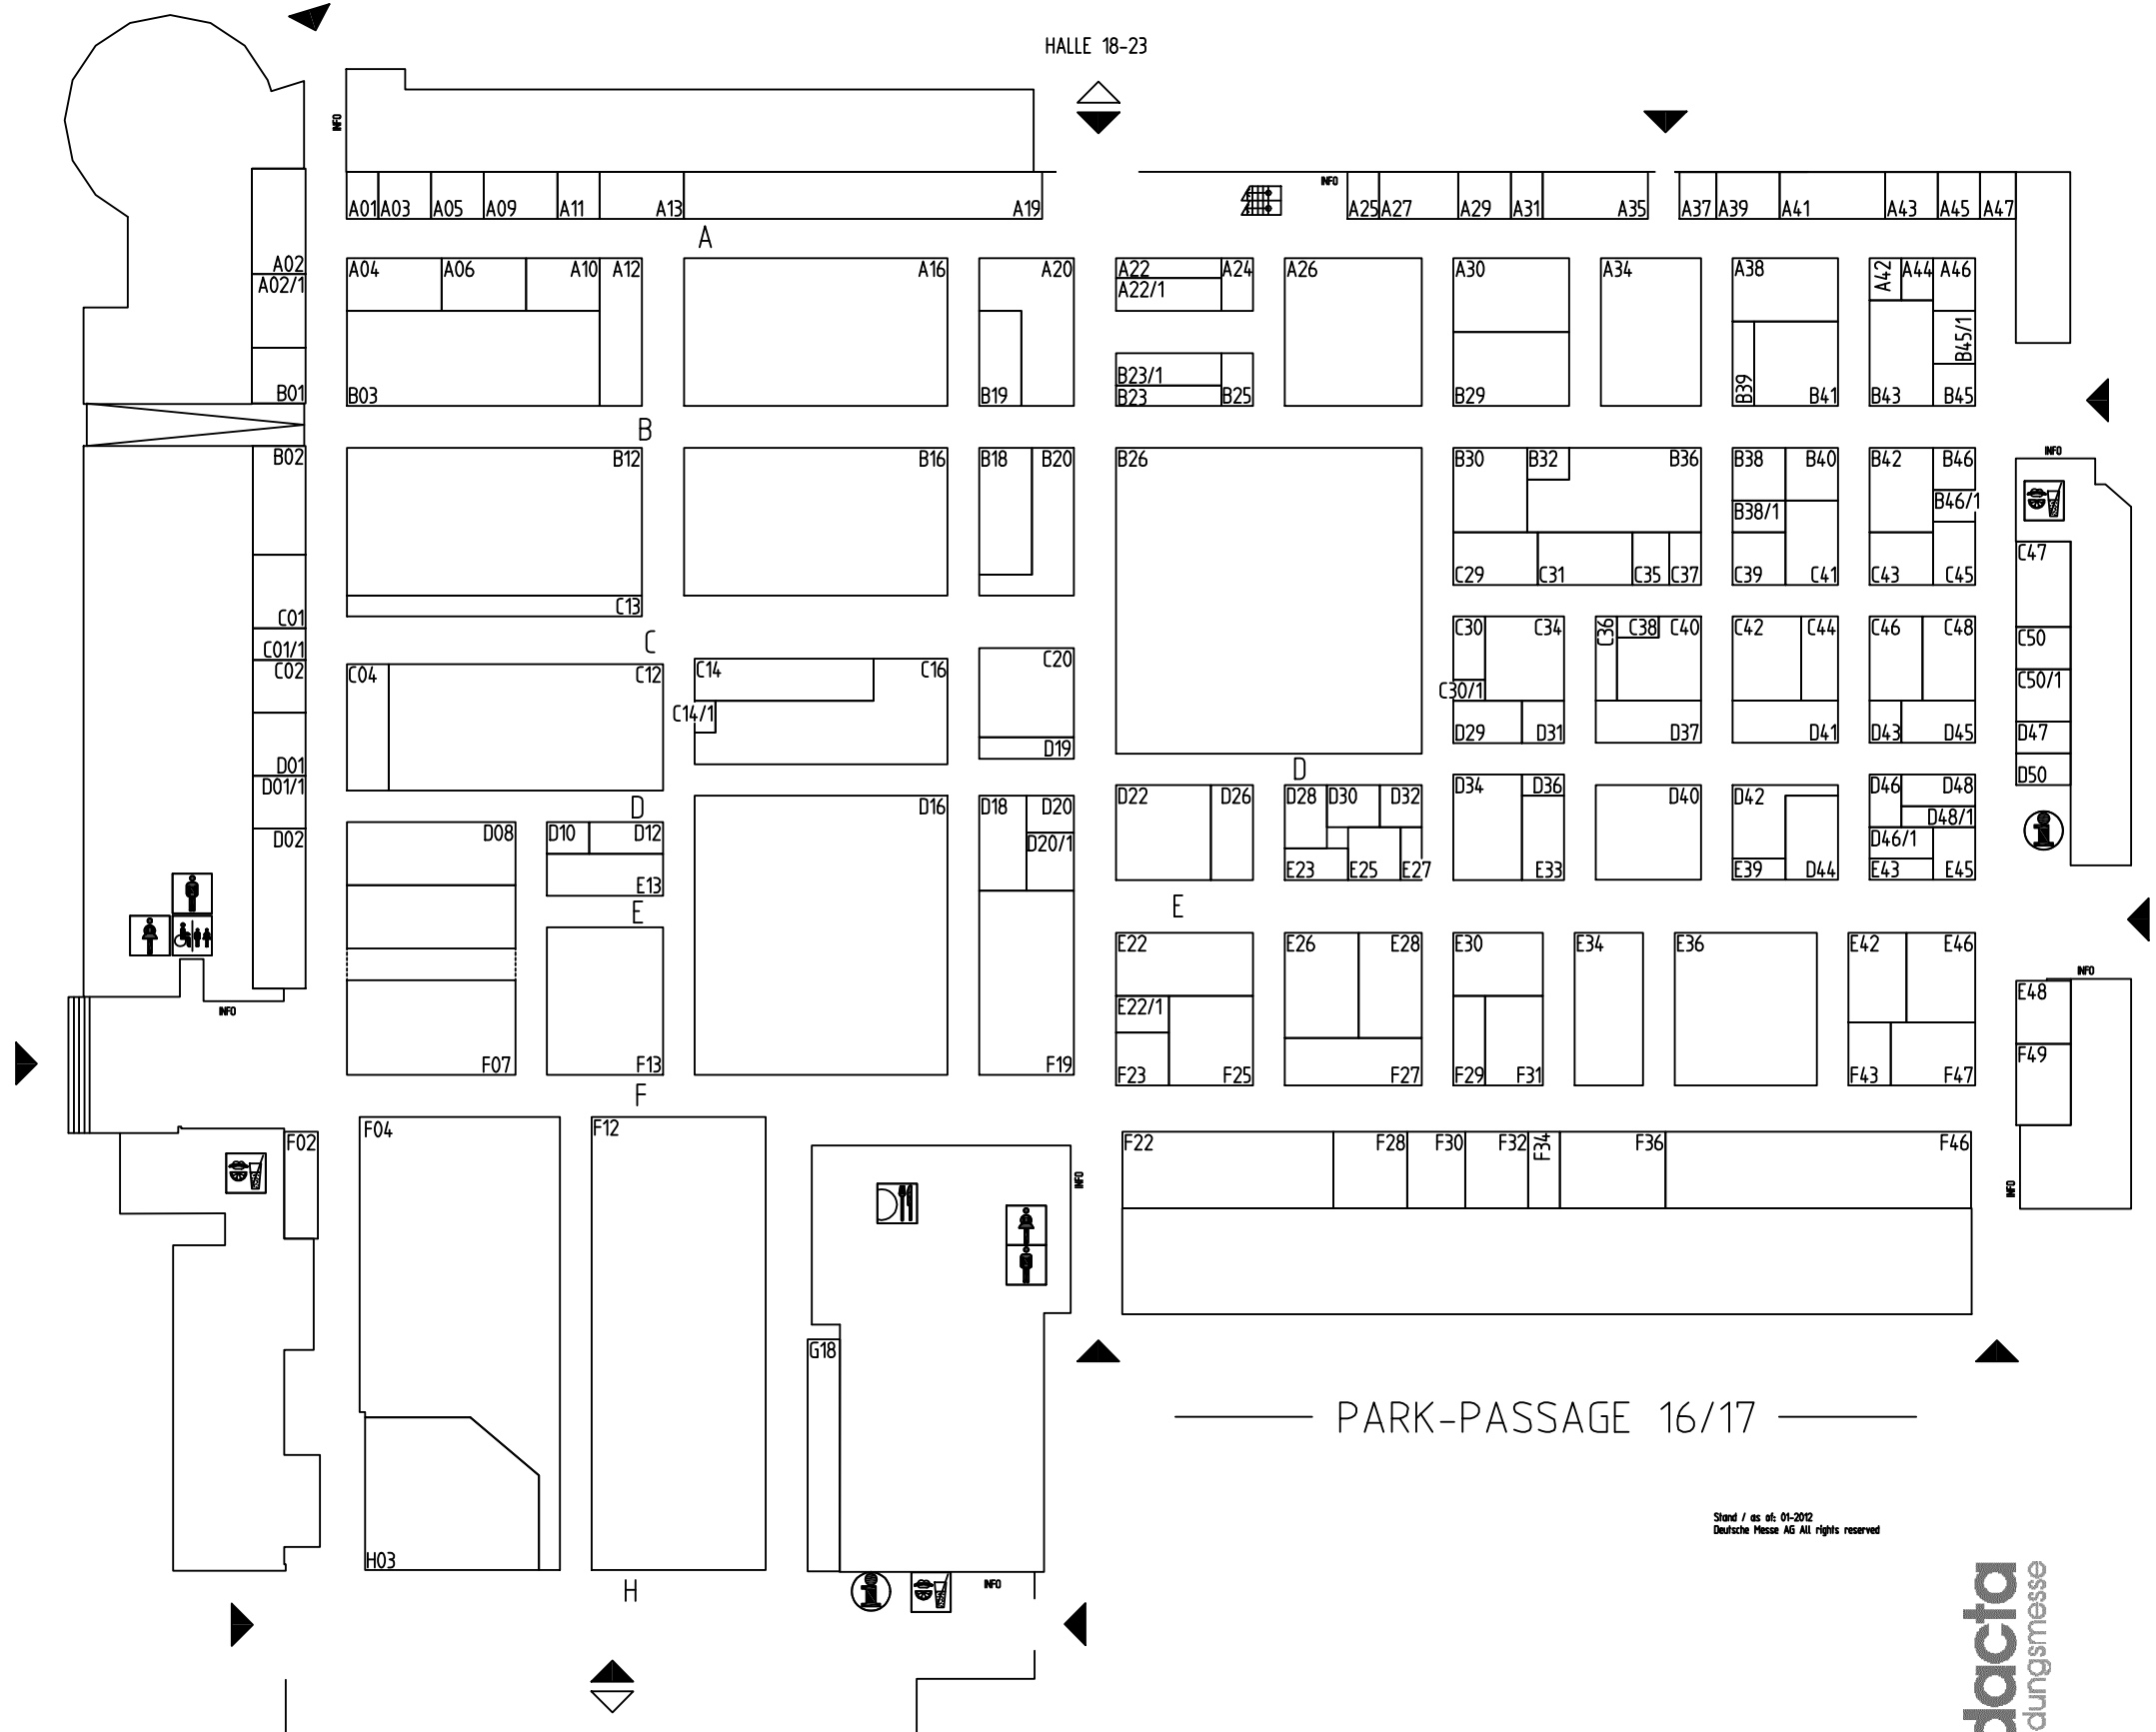 HALLE 18-23
INFO
INFO
A01 A03 A05 A09 A11 A13 A19 A25 A27 A29 A31 A35 A37 A39 A41 A43 A45 A47
A
A02
A02/1
A04 A06 A10 A12 A16 A20 A22 A24 A26 A30 A34 A38 A42 A44 A46
A22/1
B45/1
B23/1
B01 B03 B19 B23 B25 B29 B39 B41 B43 B45
B
INFO
B02 B12 B16 B18 B20 B26 B30 B32 B36 B38 B40 B42 B46
B46/1
B38/1
C47
C29 C31 C35 C37 C39 C41 C43 C45
C01 C13
C
C01/1
C02
C30 C34 C36 C38 C40 C42 C44 C46 C48 C50
C04 C12 C14 C16 C20
C50/1
C30/1
C14/1
D29 D31 D37 D41 D43 D45 D47
D19
D01
D
D50
D01/1
D34 D36 D40 D42 D46 D48
D22 D26 D28 D30 D32
D
D16 D18 D20
D48/1
D02 D08 D10 D12
D20/1
D46/1
E23 E25 E27 E33 E39 D44 E43 E45
E13
E
E
E22 E26 E28 E30 E34 E36 E42 E46
INFO
E48
E22/1
INFO
F49
F07 F13 F19 F23 F25 F27 F29 F31 F43 F47
F
F02 F04 F12 F22 F28 F30 F32 F34 F36 F46
INFO
INFO
G18
PARK-PASSAGE 16/17
Stand / as of: 01-2012
Deutsche Messe AG All rights reserved
H03
H
INFO
dacta
dungsmesse